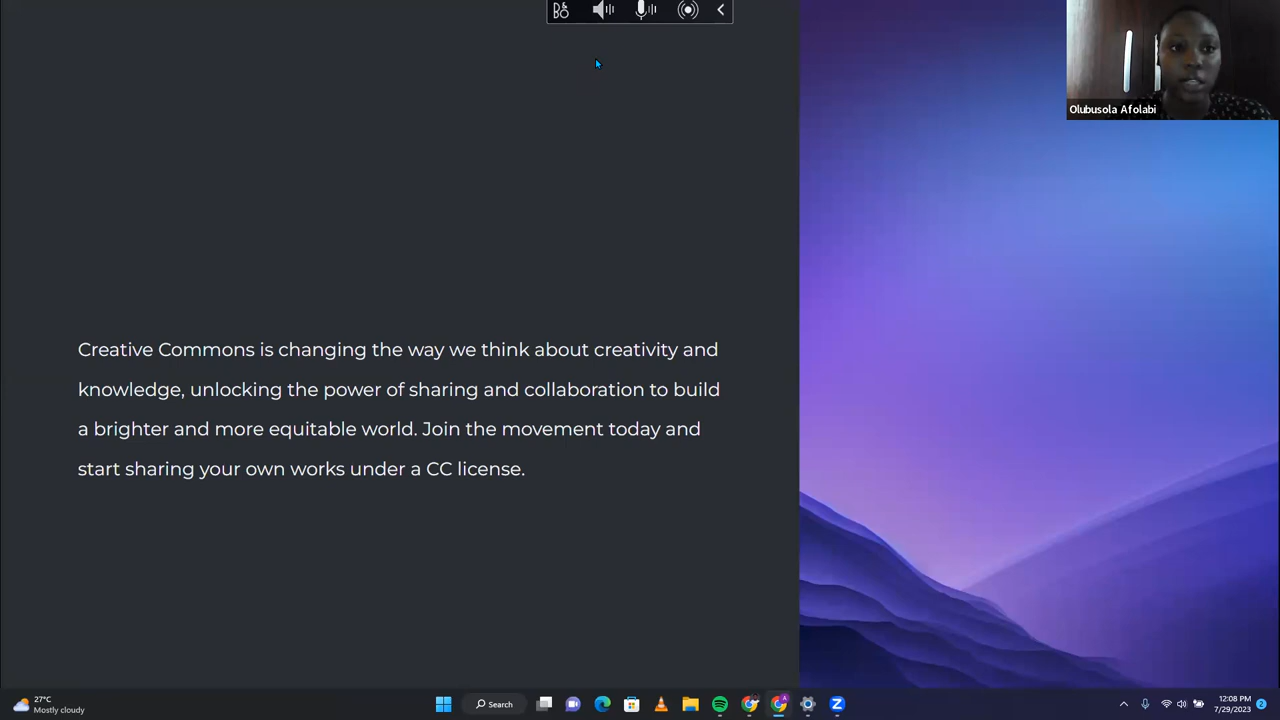 Olubusola Afolabi
Creative Commons is changing the way we think about creativity and
knowledge, unlocking the power of sharing and collaboration to build
a brighter and more equitable world. Join the movement today and
start sharing your own works under a CC license.
27°C
Mostly cloudy
Search
12:08 PM
7/29/2023
2